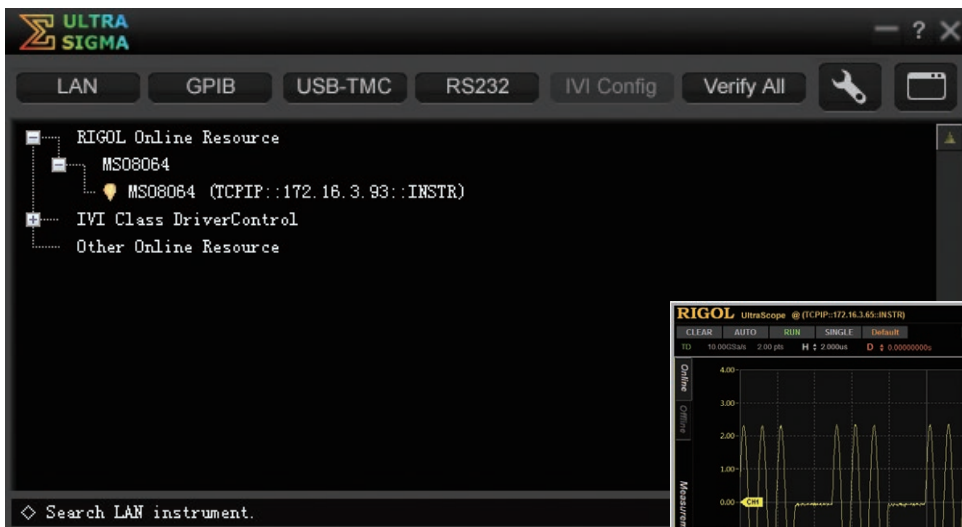 ULTRA
SIGMA
LAN GPIB USB-TMC RS232 IVI Config Verify All
RIGOL Online Resource
MSO8064
MSO8064 (TCPIP::172.16.3.93::INSTR)
IVI Class DriverControl
Other Online Resource
◇ Search LAN instrument.
RIGOL UltraScope @ (TCPIP::172.16.3.65::INSTR)
CLEAR AUTO RUN SINGLE Default
TD 10.00GSa/s 2.00 pts H 2.000us D 0.00000000s
Online
Offline
Measurem
4.00
3.00
2.00
1.00
0.00 CH1